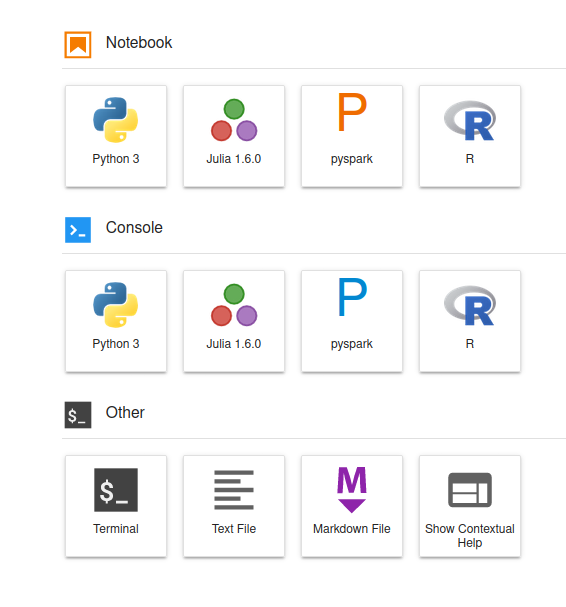 Notebook
P
R
Python 3
Julia 1.6.0
pyspark
R
>_
Console
P
R
Python 3
Julia 1.6.0
pyspark
R
$_
Other
$_
M
Terminal
Text File
Markdown File
Show Contextual
Help